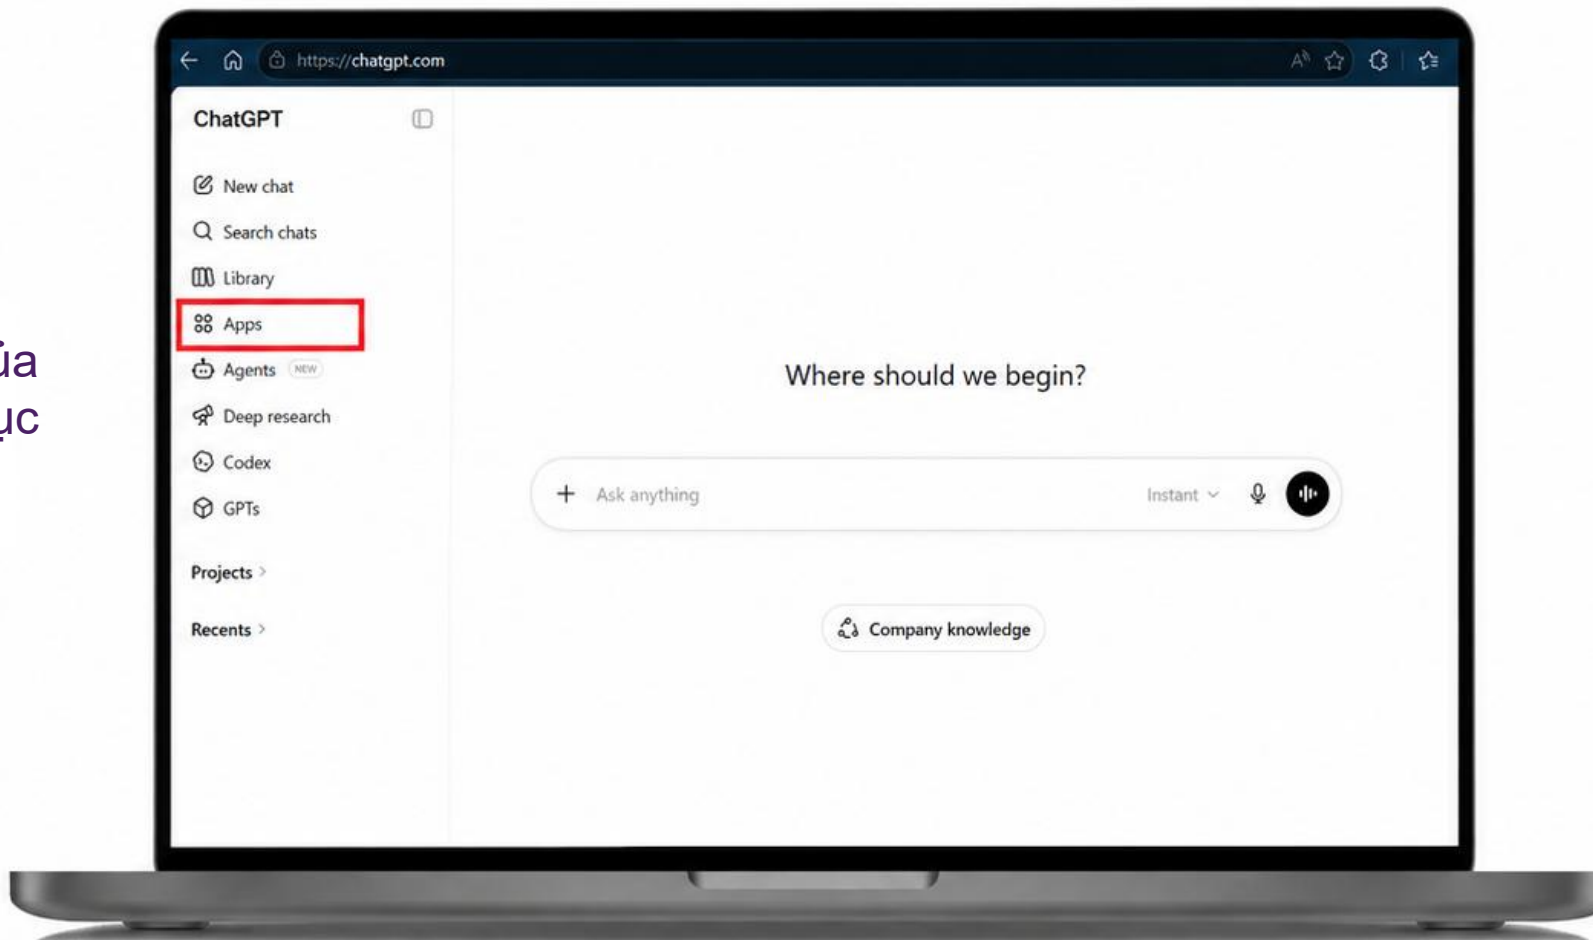 https://chatgpt.com
ChatGPT
New chat
Search chats
Library
Apps
Agents NEW
Deep research
Codex
GPTs
Projects >
Recents >
Where should we begin?
+ Ask anything Instant
Company knowledge